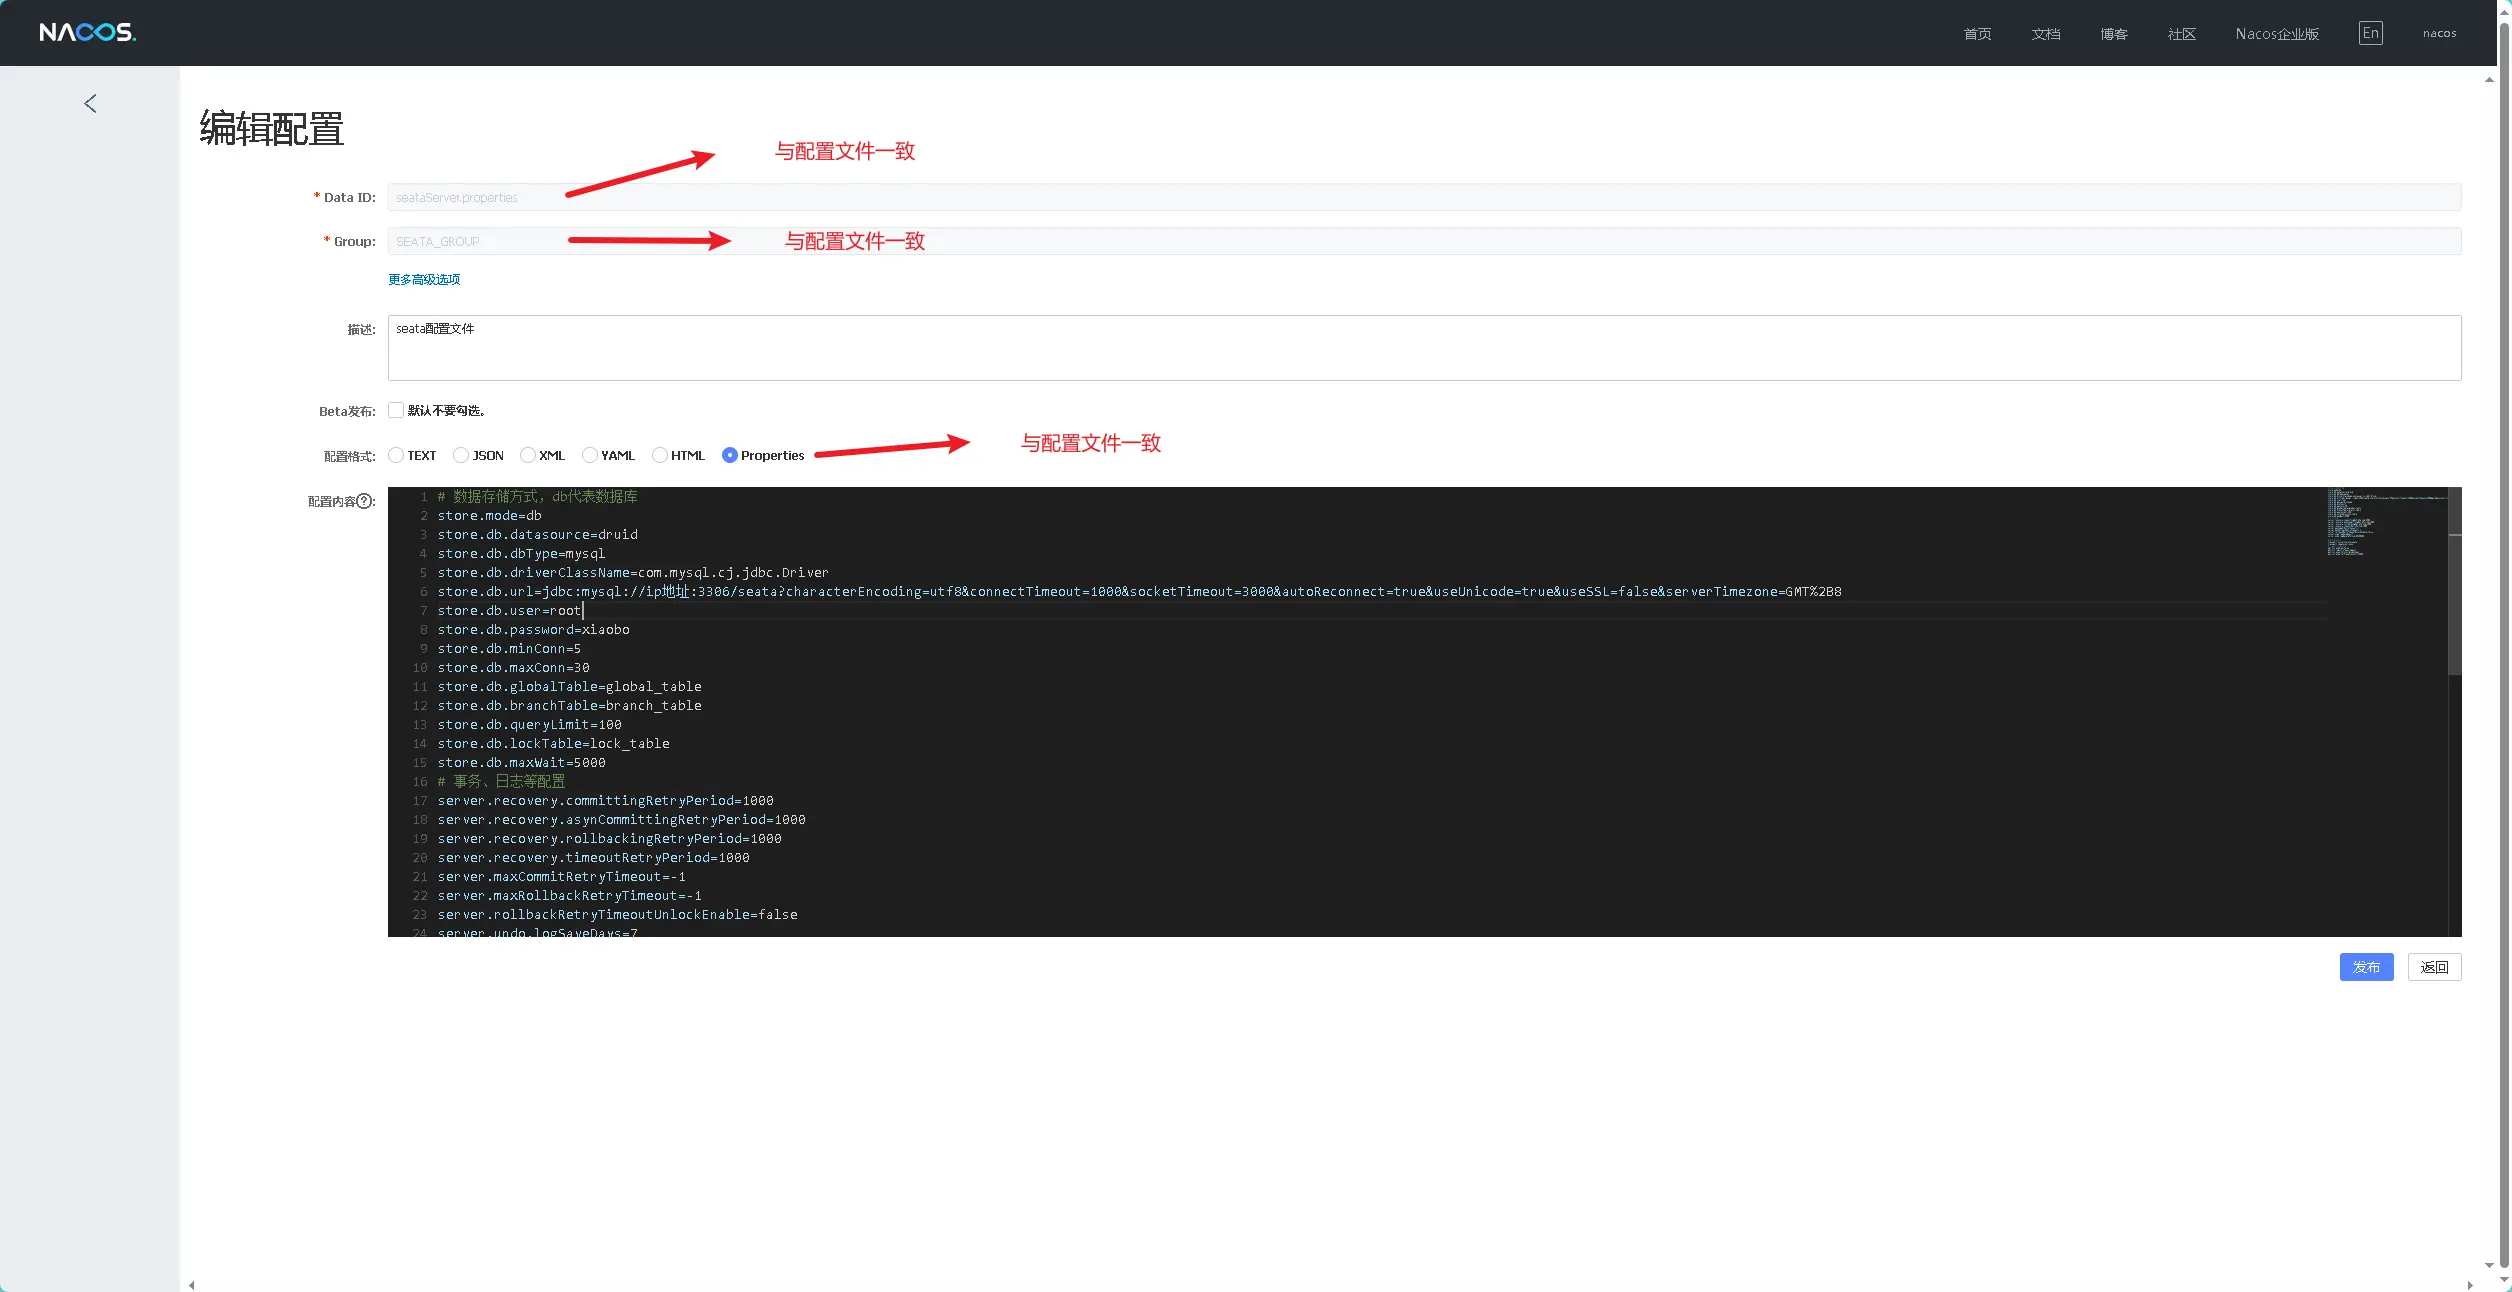 NACOS.
首页 文档 博客 社区 Nacos企业版 En nacos
编辑配置
与配置文件一致
* Data ID: seataServer.properties
* Group: SEATA_GROUP 与配置文件一致
更多高级选项
描述: seata配置文件
Beta发布: 默认不要勾选。
配置格式: TEXT JSON XML YAML HTML Properties 与配置文件一致
配置内容?:
1 # 数据存储方式，db代表数据库
2 store.mode=db
3 store.db.datasource=druid
4 store.db.dbType=mysql
5 store.db.driverClassName=com.mysql.cj.jdbc.Driver
6 store.db.url=jdbc:mysql://ip地址:3306/seata?characterEncoding=utf8&connectTimeout=1000&socketTimeout=3000&autoReconnect=true&useUnicode=true&useSSL=false&serverTimezone=GMT%2B8
7 store.db.user=root
8 store.db.password=xiaobo
9 store.db.minConn=5
10 store.db.maxConn=30
11 store.db.globalTable=global_table
12 store.db.branchTable=branch_table
13 store.db.queryLimit=100
14 store.db.lockTable=lock_table
15 store.db.maxWait=5000
16 # 事务、日志等配置
17 server.recovery.committingRetryPeriod=1000
18 server.recovery.asynCommittingRetryPeriod=1000
19 server.recovery.rollbackingRetryPeriod=1000
20 server.recovery.timeoutRetryPeriod=1000
21 server.maxCommitRetryTimeout=-1
22 server.maxRollbackRetryTimeout=-1
23 server.rollbackRetryTimeoutUnlockEnable=false
24 server.undo.logSaveDays=7
发布 返回